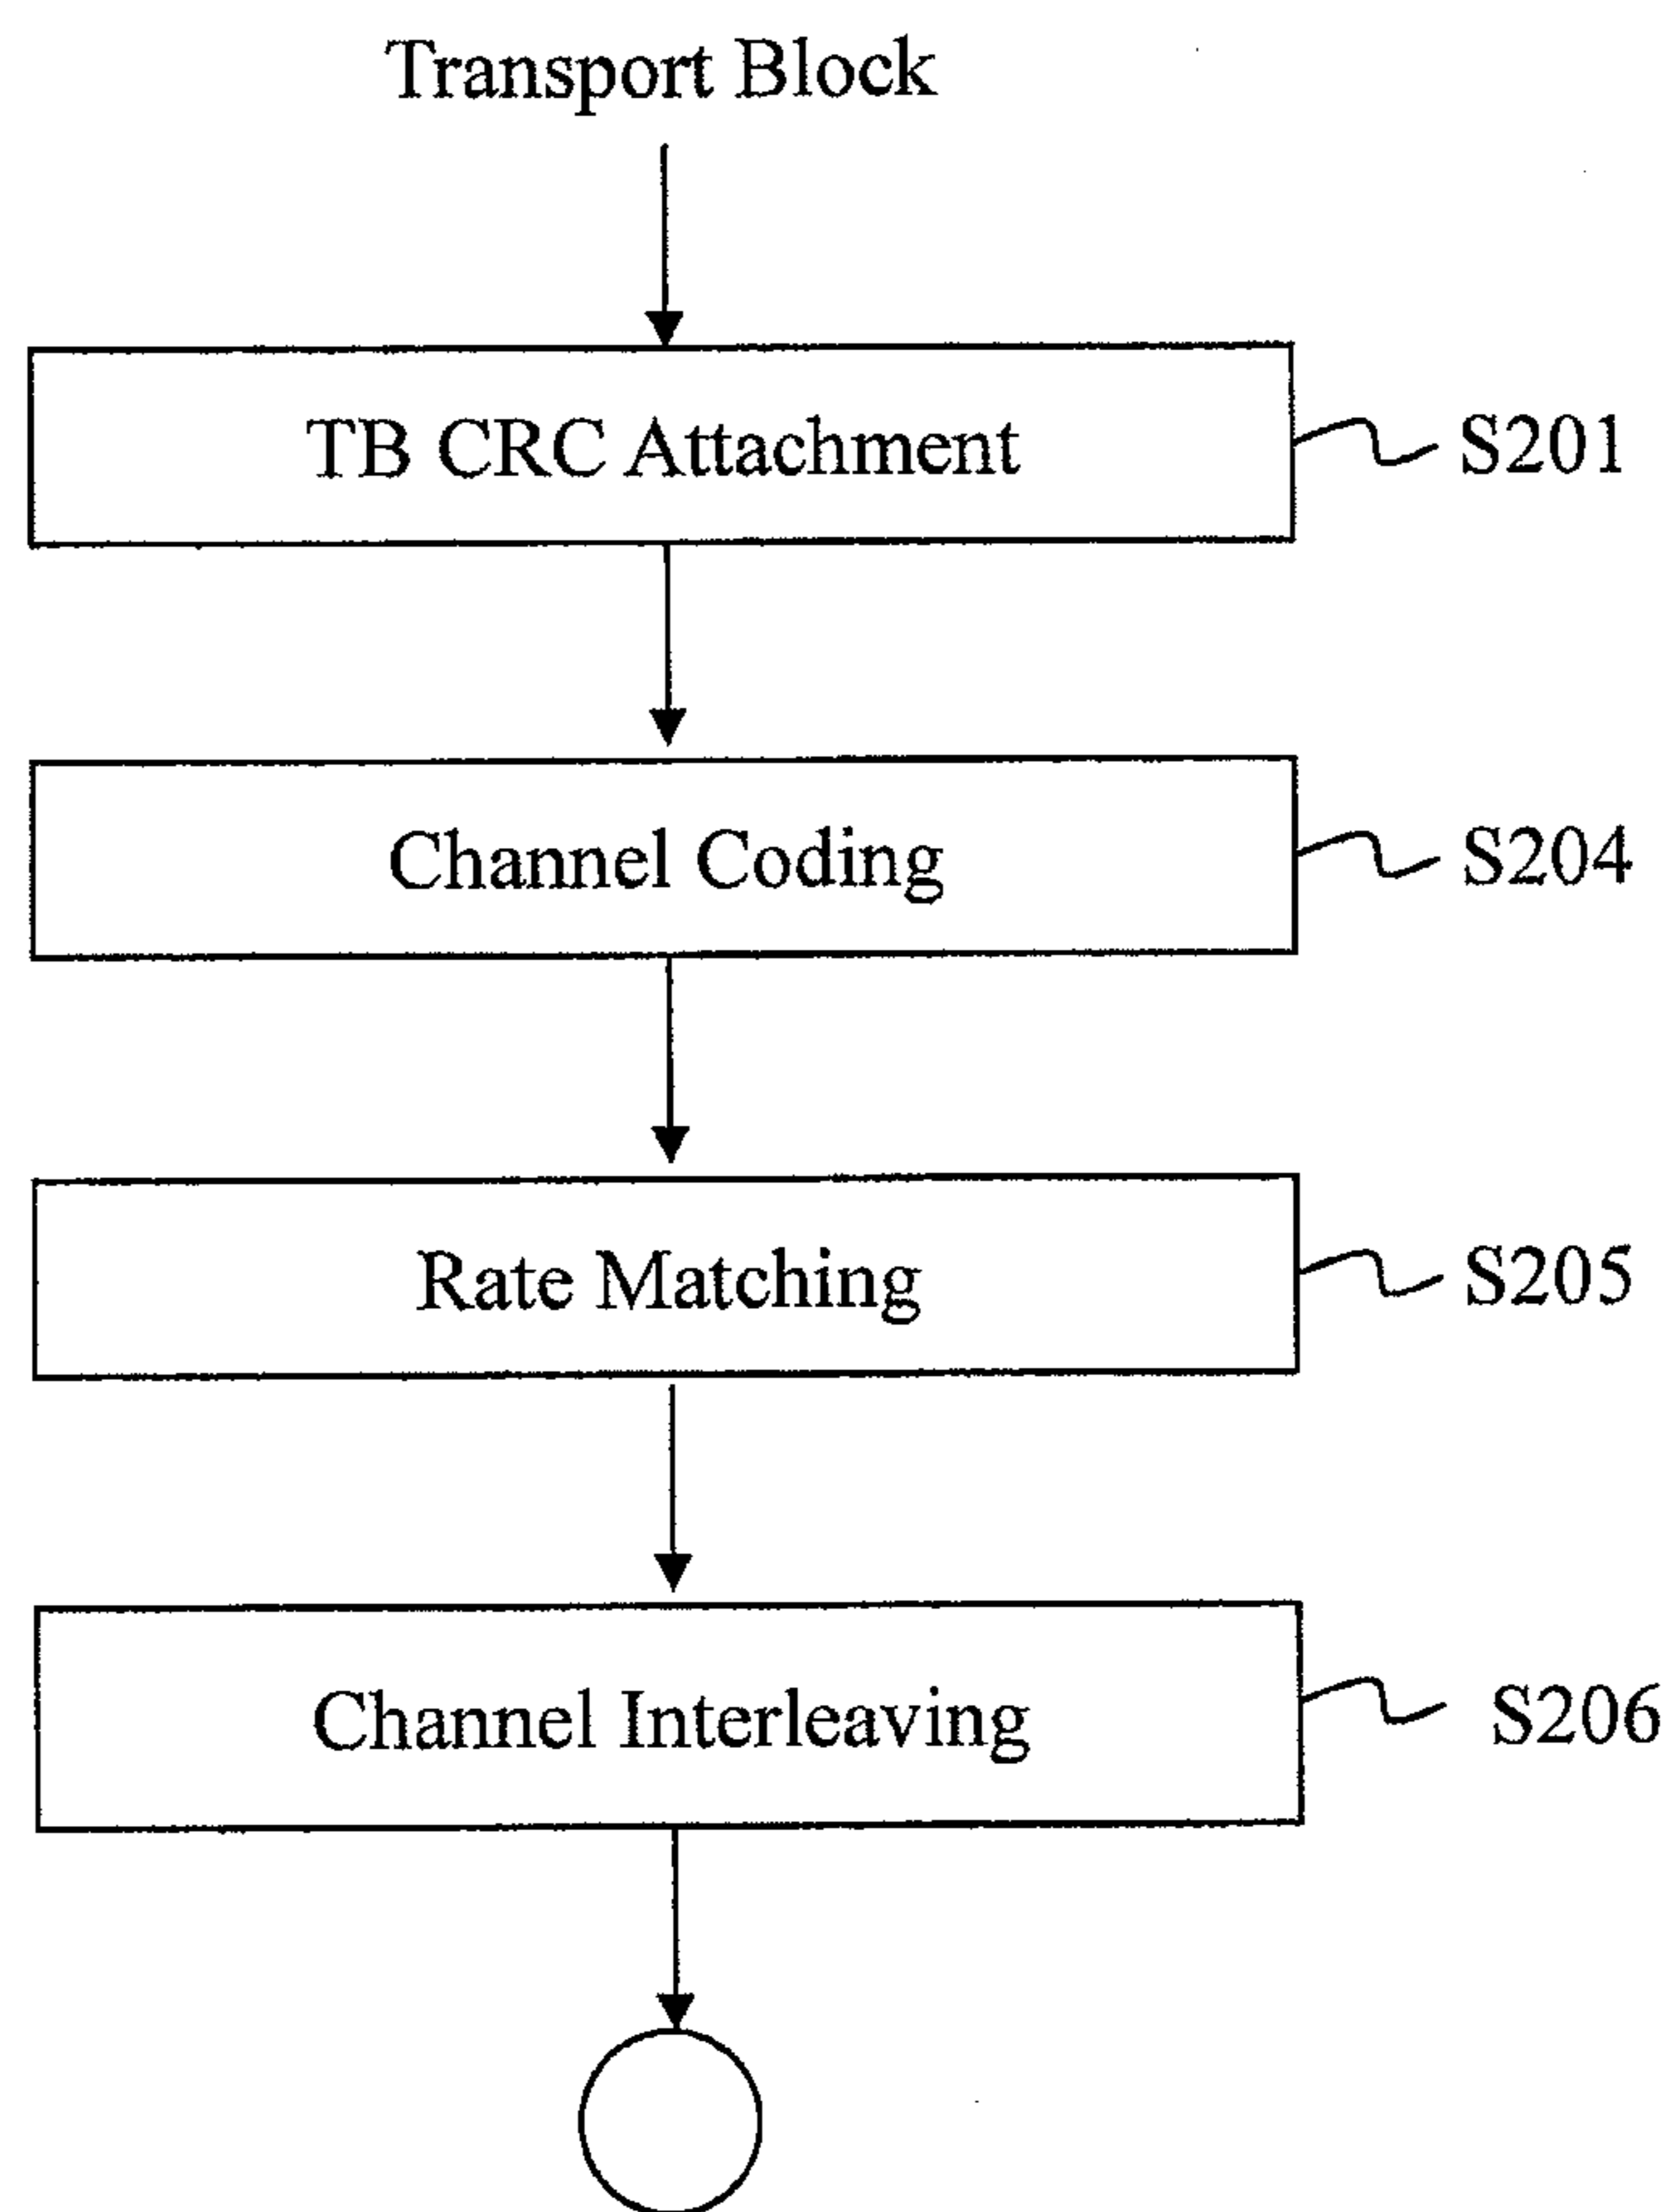 Transport Block
TB CRC Attachment
S201
Channel Coding
S204
Rate Matching
S205
Channel Interleaving
S206